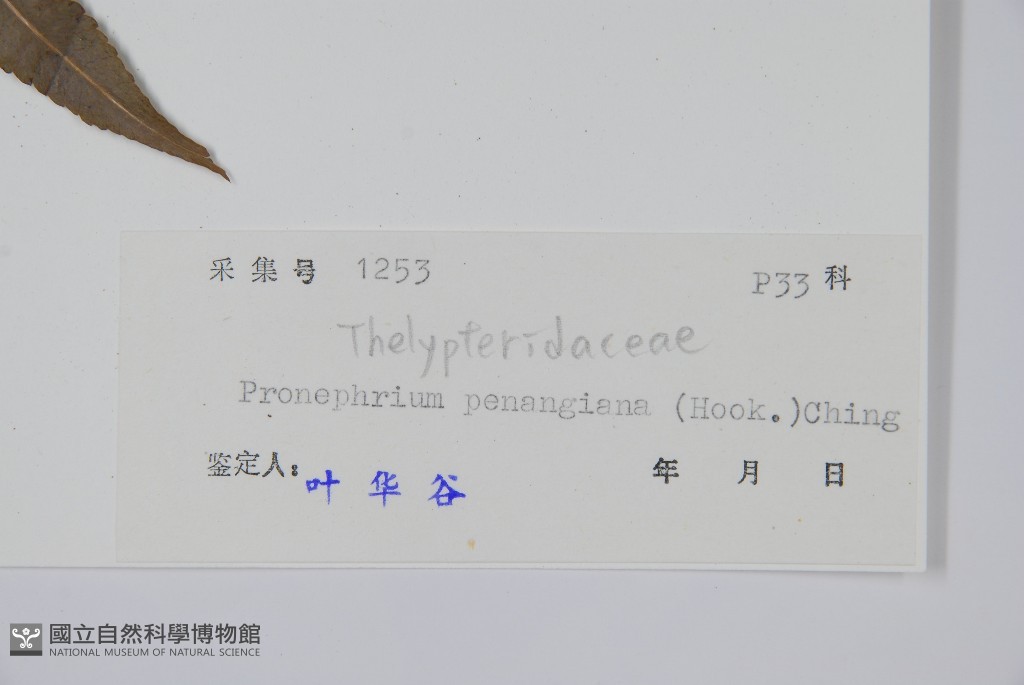 采集号 1253 P33 科
Thelypteridaceae
Pronephrium penangiana (Hook.)Ching
鉴定人: 叶华谷 年 月 日
國立自然科學博物館
NATIONAL MUSEUM OF NATURAL SCIENCE